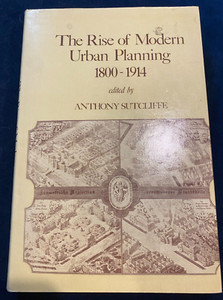 The Rise of Modern
Urban Planning
1800-1914
edited by
ANTHONY SUTCLIFFE